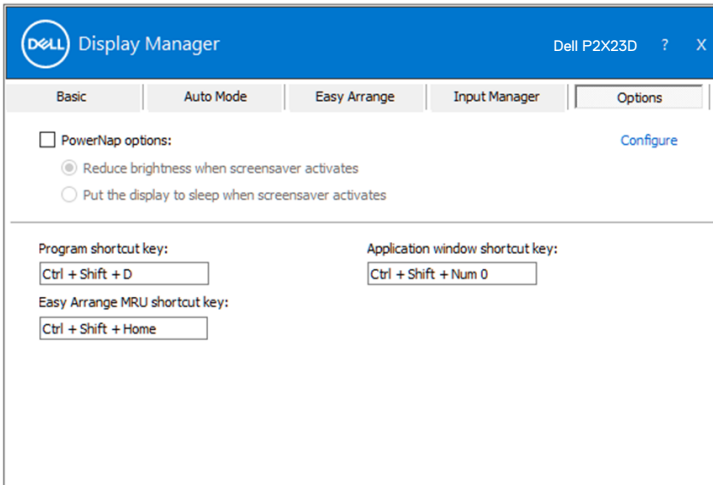 DELL Display Manager Dell P2X23D ? X
Basic Auto Mode Easy Arrange Input Manager Options
PowerNap options: Configure
Reduce brightness when screensaver activates
Put the display to sleep when screensaver activates
Program shortcut key: Application window shortcut key:
Ctrl + Shift + D Ctrl + Shift + Num 0
Easy Arrange MRU shortcut key:
Ctrl + Shift + Home